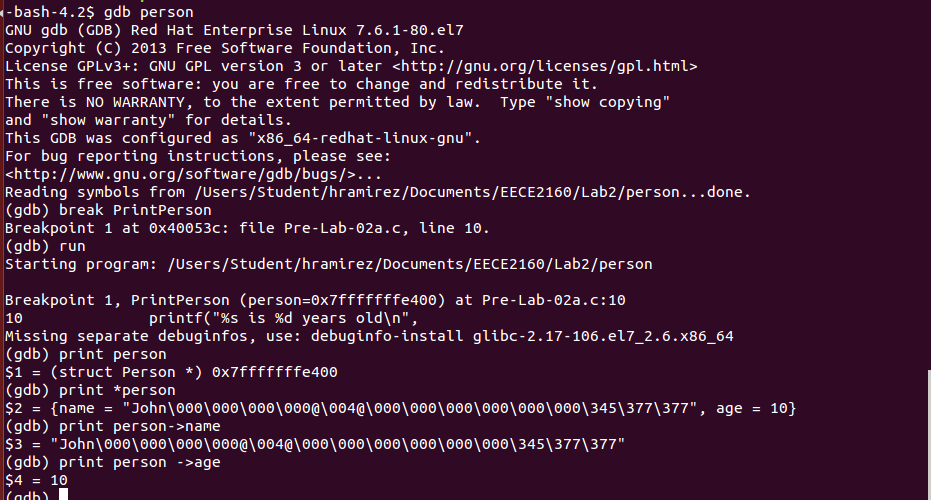 -bash-4.2$ gdb person
GNU gdb (GDB) Red Hat Enterprise Linux 7.6.1-80.el7
Copyright (C) 2013 Free Software Foundation, Inc.
License GPLv3+: GNU GPL version 3 or later <http://gnu.org/licenses/gpl.html>
This is free software: you are free to change and redistribute it.
There is NO WARRANTY, to the extent permitted by law.  Type "show copying"
and "show warranty" for details.
This GDB was configured as "x86_64-redhat-linux-gnu".
For bug reporting instructions, please see:
<http://www.gnu.org/software/gdb/bugs/>...
Reading symbols from /Users/Student/hramirez/Documents/EECE2160/Lab2/person...done.
(gdb) break PrintPerson
Breakpoint 1 at 0x40053c: file Pre-Lab-02a.c, line 10.
(gdb) run
Starting program: /Users/Student/hramirez/Documents/EECE2160/Lab2/person

Breakpoint 1, PrintPerson (person=0x7fffffffe400) at Pre-Lab-02a.c:10
10              printf("%s is %d years old\n",
Missing separate debuginfos, use: debuginfo-install glibc-2.17-106.el7_2.6.x86_64
(gdb) print person
$1 = (struct Person *) 0x7fffffffe400
(gdb) print *person
$2 = {name = "John\000\000\000\000@\004@\000\000\000\000\000\000\000\345\377\377", age = 10}
(gdb) print person->name
$3 = "John\000\000\000\000@\004@\000\000\000\000\000\000\000\345\377\377"
(gdb) print person ->age
$4 = 10
(gdb)